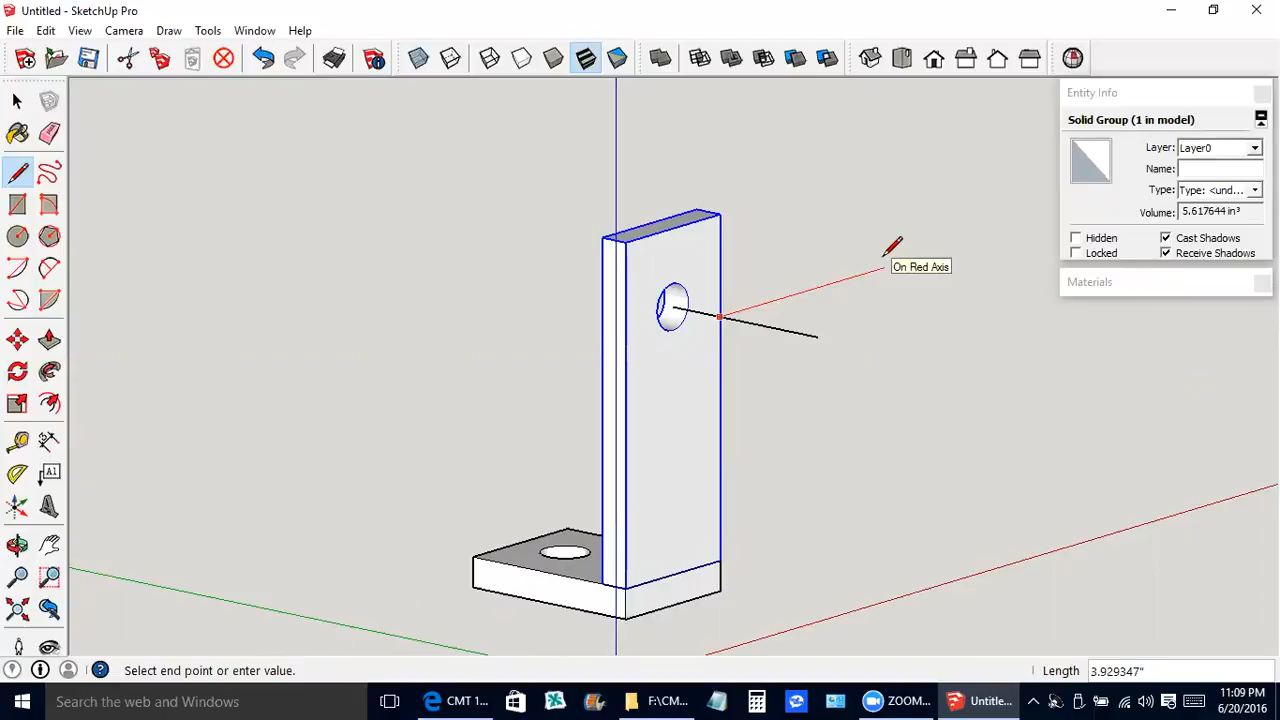 Untitled - SketchUp Pro
File Edit View Camera Draw Tools Window Help
Entity Info
Solid Group (1 in model)
Layer: Layer0
Name:
Type: Type: <und...
Volume: 5.617644 in³
Hidden Cast Shadows
Locked Receive Shadows
Materials
On Red Axis
A1
Select end point or enter value.
Length 3.929347"
Search the web and Windows
CMT 1...
F:\CM...
ZOOM...
Untitle...
11:09 PM
6/20/2016